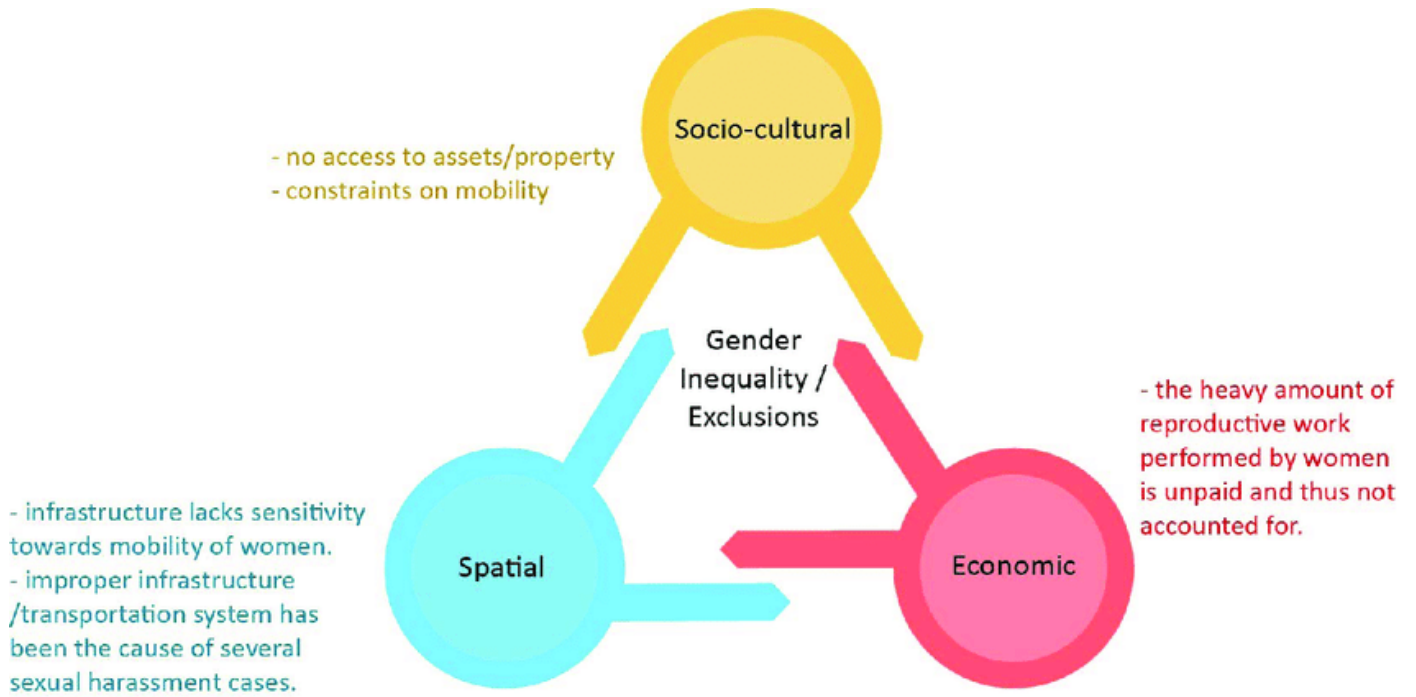 Socio-cultural
- no access to assets/property
- constraints on mobility
Gender
Inequality /
Exclusions
- the heavy amount of
reproductive work
performed by women
is unpaid and thus not
accounted for.
- infrastructure lacks sensitivity
towards mobility of women.
- improper infrastructure
/transportation system has
been the cause of several
sexual harassment cases.
Spatial
Economic